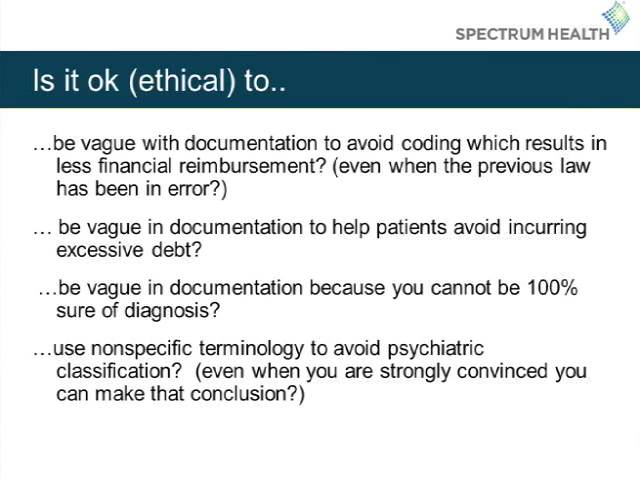 SPECTRUM HEALTH
Is it ok (ethical) to..
…be vague with documentation to avoid coding which results in
less financial reimbursement? (even when the previous law
has been in error?)
… be vague in documentation to help patients avoid incurring
excessive debt?
…be vague in documentation because you cannot be 100%
sure of diagnosis?
…use nonspecific terminology to avoid psychiatric
classification? (even when you are strongly convinced you
can make that conclusion?)